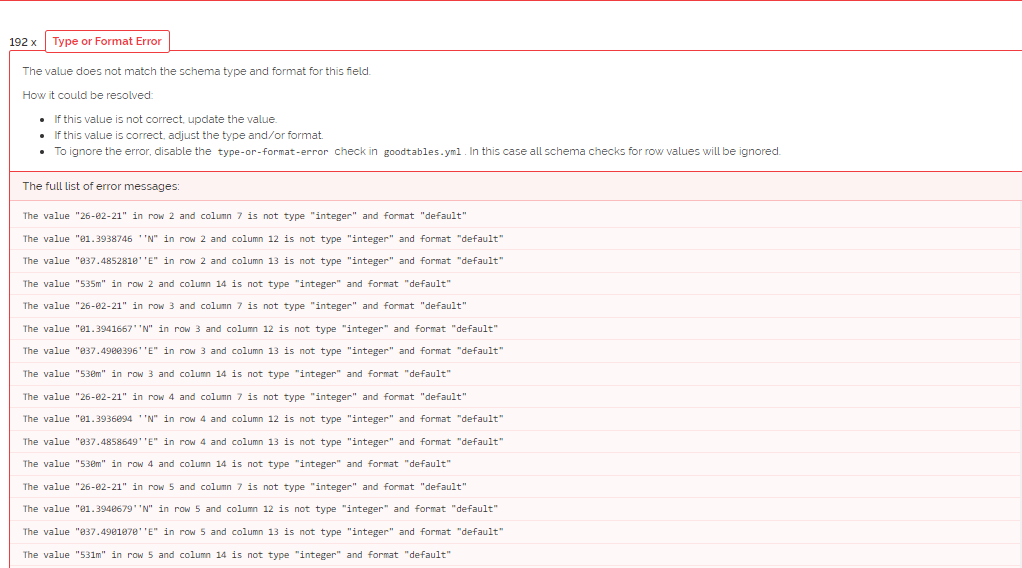 192 x Type or Format Error
The value does not match the schema type and format for this field.
How it could be resolved:
• If this value is not correct, update the value.
• If this value is correct, adjust the type and/or format.
• To ignore the error, disable the type-or-format-error check in goodtables.yml. In this case all schema checks for row values will be ignored.
The full list of error messages:
The value "26-02-21" in row 2 and column 7 is not type "integer" and format "default"
The value "01.3938746 ''N" in row 2 and column 12 is not type "integer" and format "default"
The value "037.4852810''E" in row 2 and column 13 is not type "integer" and format "default"
The value "535m" in row 2 and column 14 is not type "integer" and format "default"
The value "26-02-21" in row 3 and column 7 is not type "integer" and format "default"
The value "01.3941667''N" in row 3 and column 12 is not type "integer" and format "default"
The value "037.4900396''E" in row 3 and column 13 is not type "integer" and format "default"
The value "530m" in row 3 and column 14 is not type "integer" and format "default"
The value "26-02-21" in row 4 and column 7 is not type "integer" and format "default"
The value "01.3936094 ''N" in row 4 and column 12 is not type "integer" and format "default"
The value "037.4858649''E" in row 4 and column 13 is not type "integer" and format "default"
The value "530m" in row 4 and column 14 is not type "integer" and format "default"
The value "26-02-21" in row 5 and column 7 is not type "integer" and format "default"
The value "01.3940679''N" in row 5 and column 12 is not type "integer" and format "default"
The value "037.4901070''E" in row 5 and column 13 is not type "integer" and format "default"
The value "531m" in row 5 and column 14 is not type "integer" and format "default"